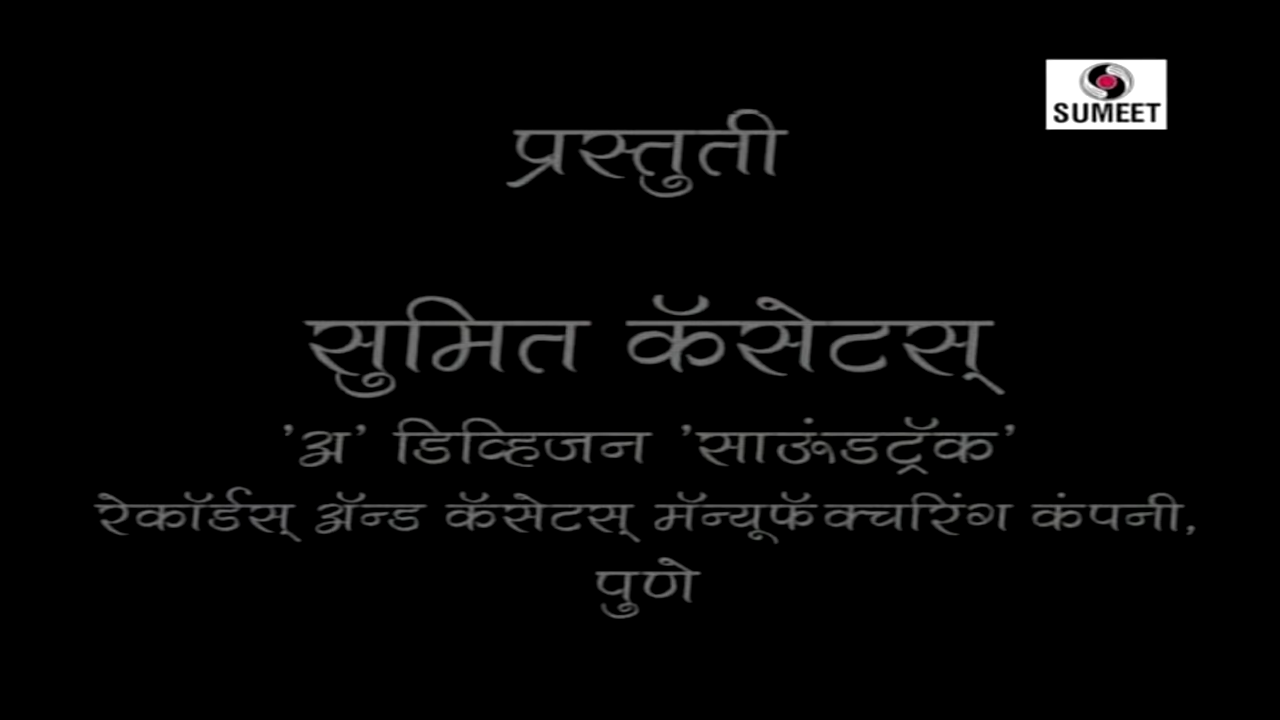 SUMEET
प्रस्तुती
सुमित कॅसेटस्
'अ' डिव्हिजन 'साऊंडट्रॅक'
रेकॉर्डस् ॲन्ड कॅसेटस् मॅन्यूफॅक्चरिंग कंपनी,
पुणे